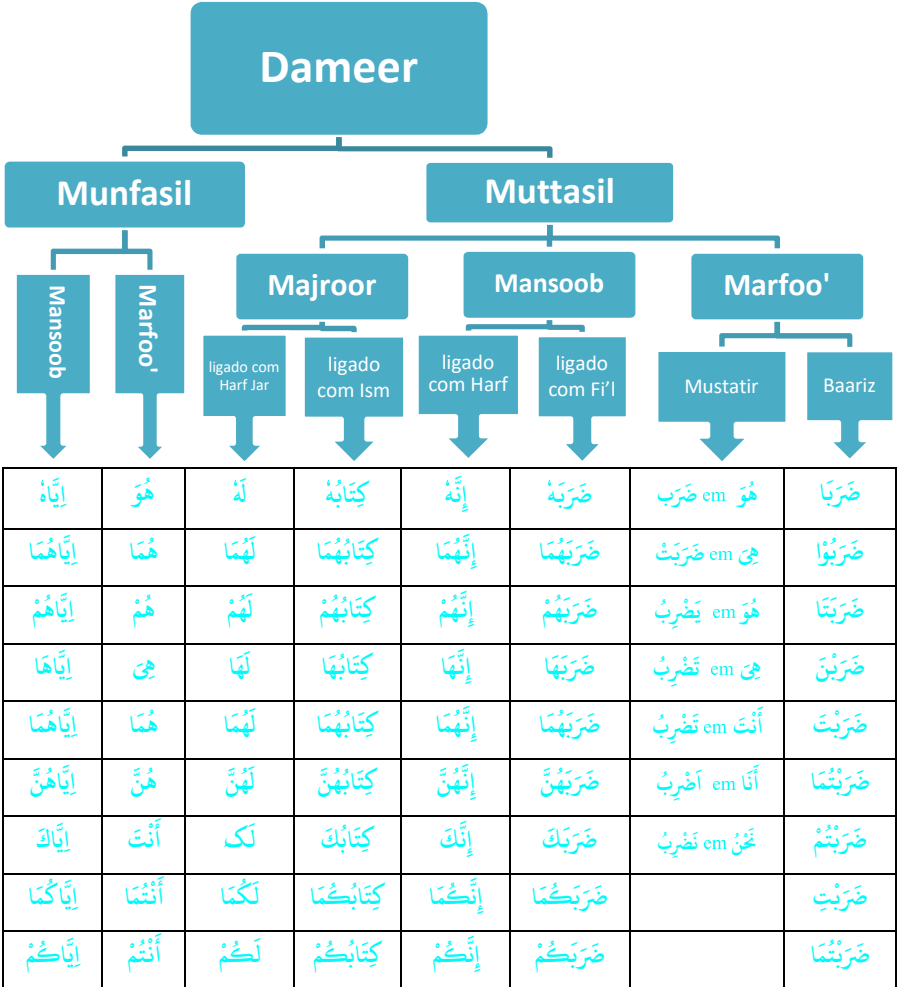 Dameer
Munfasil
Muttasil
Majroor
Mansoob
Marfoo'
Mansoob
Marfoo'
ligado com
Harf Jar
ligado
com Ism
ligado
com Harf
ligado
com Fi’l
Mustatir
Baariz
ضَرَبَا	هُوَ em ضَرَب	ضَرَبَهٗ	إِنَّهٗ	كِتَابُهٗ	لَهٗ	هُوَ	اِيَّاهٗ
ضَرَبُوْا	هِىَ em ضَرَبَتْ	ضَرَبَهُمَا	إِنَّهُمَا	كِتَابُهُمَا	لَهُمَا	هُمَا	اِيَّاهُمَا
ضَرَبَتَا	هُوَ em يَضْرِبُ	ضَرَبَهُمْ	إِنَّهُمْ	كِتَابُهُمْ	لَهُمْ	هُمْ	اِيَّاهُمْ
ضَرَبْنَ	هِىَ em تَضْرِبُ	ضَرَبَهَا	إِنَّهَا	كِتَابُهَا	لَهَا	هِىَ	اِيَّاهَا
ضَرَبْتَ	أَنْتَ em تَضْرِبُ	ضَرَبَهُمَا	إِنَّهُمَا	كِتَابُهُمَا	لَهُمَا	هُمَا	اِيَّاهُمَا
ضَرَبْتُمَا	أَنَا em اَضْرِبُ	ضَرَبَهُنَّ	إِنَّهُنَّ	كِتَابُهُنَّ	لَهُنَّ	هُنَّ	اِيَّاهُنَّ
ضَرَبْتُمْ	نَحْنُ em نَضْرِبُ	ضَرَبَكَ	إِنَّكَ	كِتَابُكَ	لَكَ	أَنْتَ	اِيَّاكَ
ضَرَبْتِ	ضَرَبَكُمَا	إِنَّكُمَا	كِتَابُكُمَا	لَكُمَا	أَنْتُمَا	اِيَّاكُمَا
ضَرَبْتُمَا	ضَرَبَكُمْ	إِنَّكُمْ	كِتَابُكُمْ	لَكُمْ	أَنْتُمْ	اِيَّاكُمْ